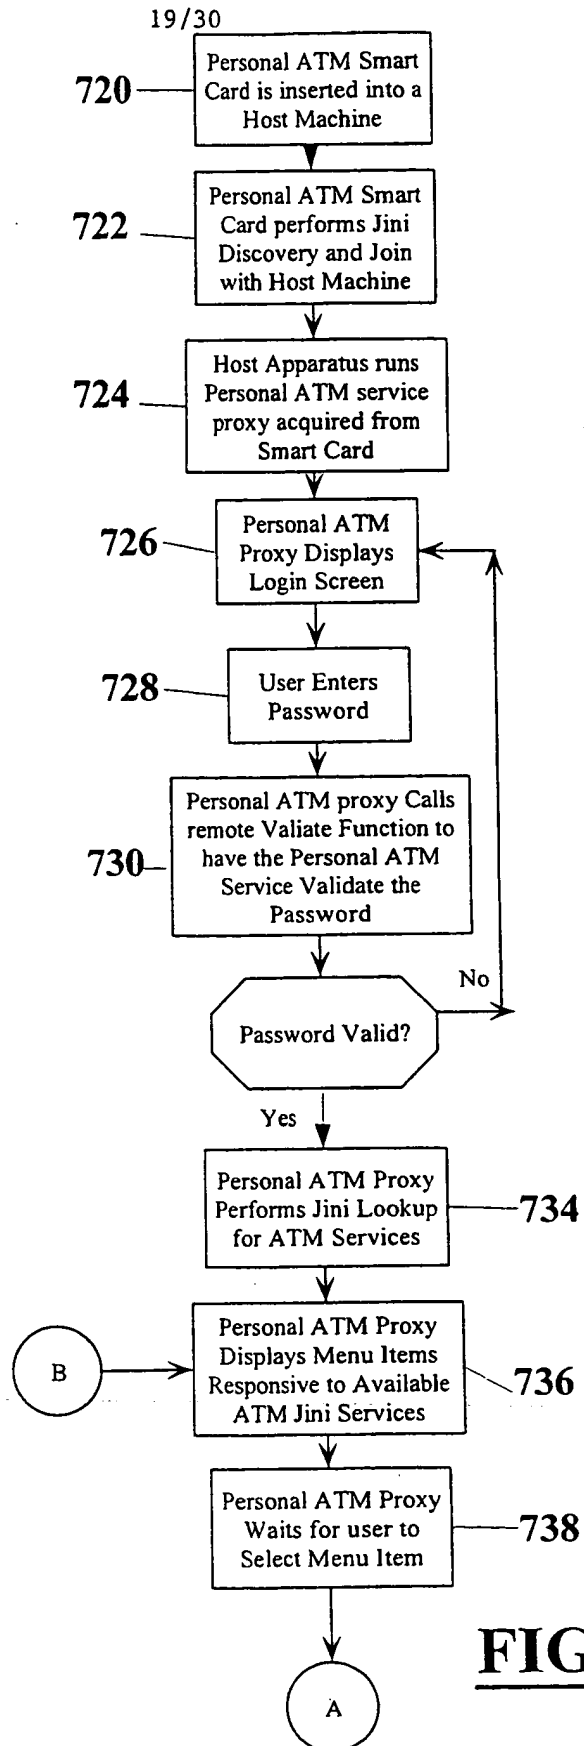 19/30
720
Personal ATM Smart
Card is inserted into a
Host Machine
722
Personal ATM Smart
Card performs Jini
Discovery and Join
with Host Machine
724
Host Apparatus runs
Personal ATM service
proxy acquired from
Smart Card
726
Personal ATM
Proxy Displays
Login Screen
728
User Enters
Password
730
Personal ATM proxy Calls
remote Valiate Function to
have the Personal ATM
Service Validate the
Password
No
Password Valid?
Yes
Personal ATM Proxy
Performs Jini Lookup
for ATM Services
734
B
Personal ATM Proxy
Displays Menu Items
Responsive to Available
ATM Jini Services
736
Personal ATM Proxy
Waits for user to
Select Menu Item
738
FIG
A